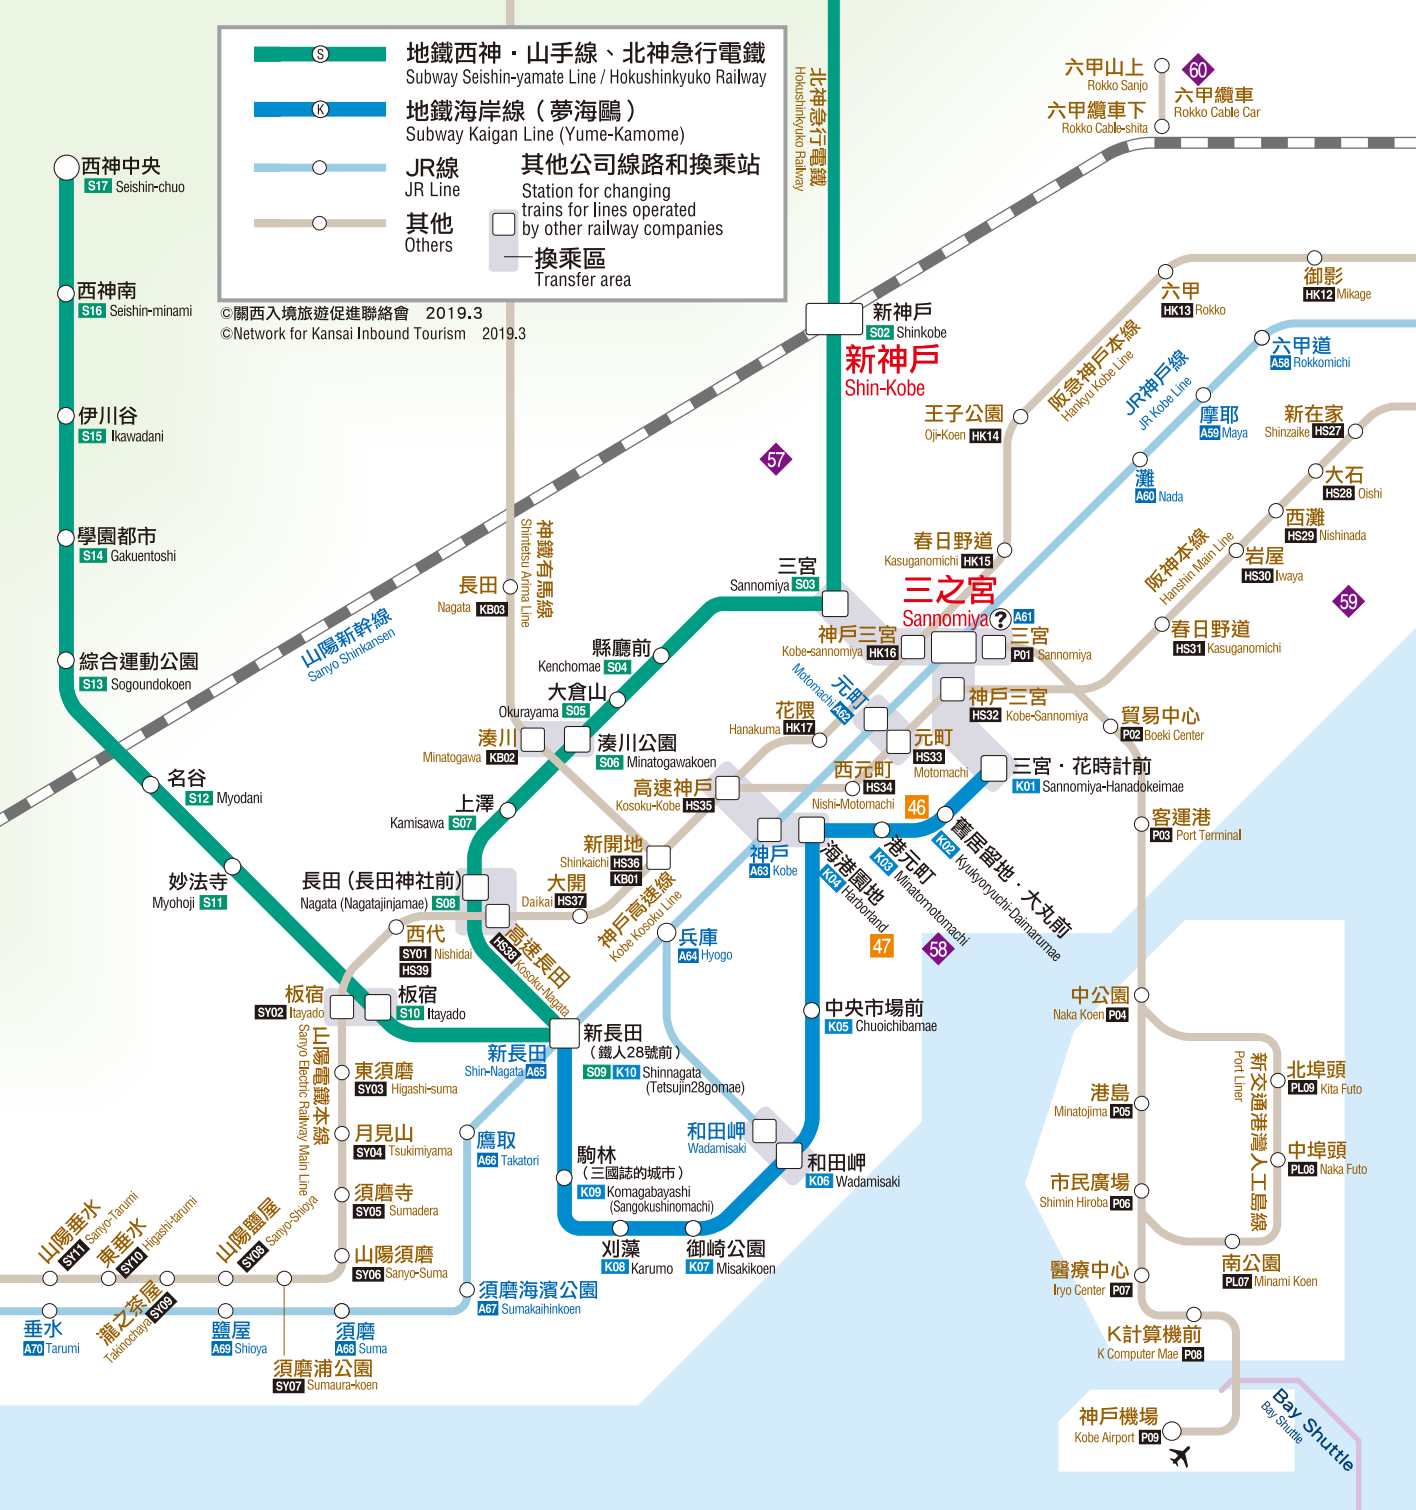 S
地鐵西神・山手線、北神急行電鐵
Subway Seishin-yamate Line / Hokushinkyuko Railway
K
地鐵海岸線（夢海鷗）
Subway Kaigan Line (Yume-Kamome)
JR線
JR Line
其他
Others
其他公司線路和換乘站
Station for changing
trains for lines operated
by other railway companies
換乘區
Transfer area
©關西入境旅遊促進聯絡會 2019.3
©Network for Kansai Inbound Tourism 2019.3
北神急行電鐵
Hokushinkyuko Railway
六甲山上
Rokko Sanjo
60
六甲纜車
Rokko Cable Car
六甲纜車下
Rokko Cable-shita
西神中央
S17 Seishin-chuo
西神南
S16 Seishin-minami
伊川谷
S15 Ikawadani
學園都市
S14 Gakuentoshi
綜合運動公園
S13 Sogoundokoen
名谷
S12 Myodani
妙法寺
Myohoji S11
新神戶
S02 Shinkobe
新神戶
Shin-Kobe
六甲
HK13 Rokko
御影
HK12 Mikage
阪急神戶本線
Hankyu Kobe Line
JR神戶線
JR Kobe Line
六甲道
A58 Rokkomichi
王子公園
Oji-Koen HK14
摩耶
A59 Maya
新在家
Shinzaike HS27
灘
A60 Nada
大石
HS28 Oishi
西灘
HS29 Nishinada
岩屋
HS30 Iwaya
阪神本線
Hanshin Main Line
57
59
春日野道
Kasuganomichi HK15
春日野道
HS31 Kasuganomichi
神鐵有馬線
Shintetsu Arima Line
長田
Nagata KB03
山陽新幹線
Sanyo Shinkansen
三宮
Sannomiya S03
三之宮
Sannomiya ? A61
神戶三宮
Kobe-sannomiya HK16
三宮
P01 Sannomiya
縣廳前
Kenchomae S04
大倉山
Okurayama S05
湊川
Minatogawa KB02
湊川公園
S06 Minatogawakoen
元町
Motomachi A62
神戶三宮
HS32 Kobe-Sannomiya
花隈
Hanakuma HK17
元町
HS33
Motomachi
貿易中心
P02 Boeki Center
西元町
HS34
Nishi-Motomachi
三宮・花時計前
K01 Sannomiya-Hanadokeimae
高速神戶
Kosoku-Kobe HS35
46
上澤
Kamisawa S07
客運港
P03 Port Terminal
舊居留地・大丸前
K02 Kyukyoryuchi-Daimarumae
港元町
K03 Minatomotomachi
海港園地
K04 Harborland
神戶
A63 Kobe
新開地
Shinkaichi HS36
KB01
長田（長田神社前）
Nagata (Nagatajinjamae) S08
大開
Daikai HS37
西代
SY01 Nishidai
HS39
高速長田
HS38 Kosoku-Nagata
神戶高速線
Kobe Kosoku Line
兵庫
A64 Hyogo
47
58
板宿
SY02 Itayado
板宿
S10 Itayado
中央市場前
K05 Chuoichibamae
中公園
Naka Koen P04
新長田
（鐵人28號前）
S09 K10 Shinnagata
(Tetsujin28gomae)
新長田
Shin-Nagata A65
山陽電鐵本線
Sanyo Electric Railway Main Line
東須磨
SY03 Higashi-suma
月見山
SY04 Tsukimiyama
須磨寺
SY05 Sumadera
山陽須磨
SY06 Sanyo-Suma
鷹取
A66 Takatori
和田岬
Wadamisaki
和田岬
K06 Wadamisaki
駒林
（三國誌的城市）
K09 Komagabayashi
(Sangokushinomachi)
刈藻
K08 Karumo
御崎公園
K07 Misakikoen
須磨海濱公園
A67 Sumakaihinkoen
港島
Minatojima P05
新交通港灣人工島線
Port Liner
北埠頭
PL09 Kita Futo
中埠頭
PL08 Naka Futo
市民廣場
Shimin Hiroba P06
南公園
PL07 Minami Koen
醫療中心
Iryo Center P07
K計算機前
K Computer Mae P08
神戶機場
Kobe Airport P09
Bay Shuttle
Bay Shuttle
山陽垂水
SY11 Sanyo-Tarumi
東垂水
SY10 Higashi-tarumi
山陽鹽屋
SY08 Sanyo-Shioya
瀧之茶屋
Takinochaya SY09
垂水
A70 Tarumi
鹽屋
A69 Shioya
須磨
A68 Suma
須磨浦公園
SY07 Sumaura-koen